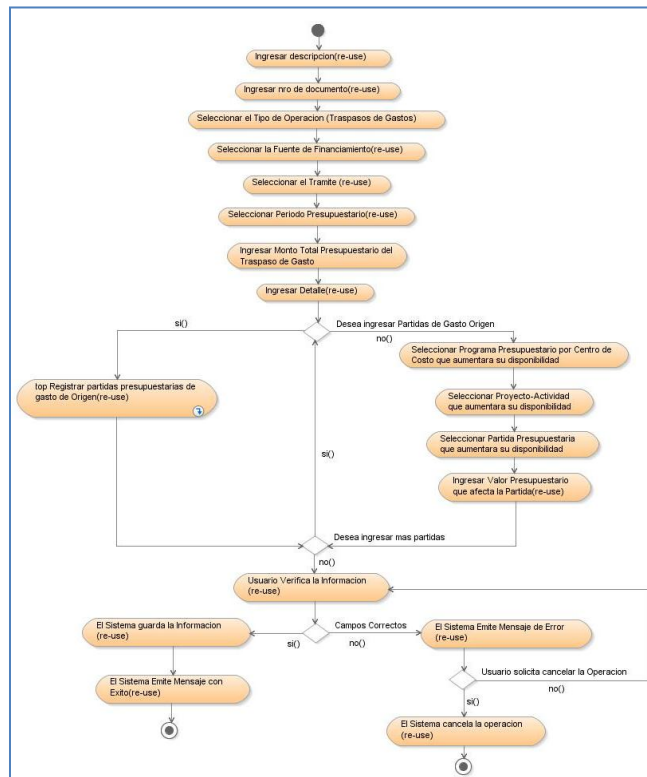 Ingresar descripcion(re-use)
Ingresar nro de documento(re-use)
Seleccionar el Tipo de Operacion (Traspasos de Gastos)
Seleccionar la Fuente de Financiamiento(re-use)
Seleccionar el Tramite (re-use)
Seleccionar Periodo Presupuestario(re-use)
Ingresar Monto Total Presupuestario del
Traspaso de Gasto
Ingresar Detalle(re-use)
si()
Desea ingresar Partidas de Gasto Origen
no()
Seleccionar Programa Presupuestario por Centro de
Costo que aumentara su disponibilidad
top Registrar partidas presupuestarias de
gasto de Origen(re-use)
Seleccionar Proyecto-Actividad
que aumentara su disponibilidad
Seleccionar Partida Presupuestaria
que aumentara su disponibilidad
si()
Ingresar Valor Presupuestario
que afecta la Partida(re-use)
Desea ingresar mas partidas
no()
Usuario Verifica la Informacion
(re-use)
El Sistema guarda la Informacion
(re-use)
si()
Campos Correctos
no()
El Sistema Emite Mensaje de Error
(re-use)
El Sistema Emite Mensaje con
Exito(re-use)
Usuario solicita cancelar la Operacion
no()
si()
El Sistema cancela la operacion
(re-use)